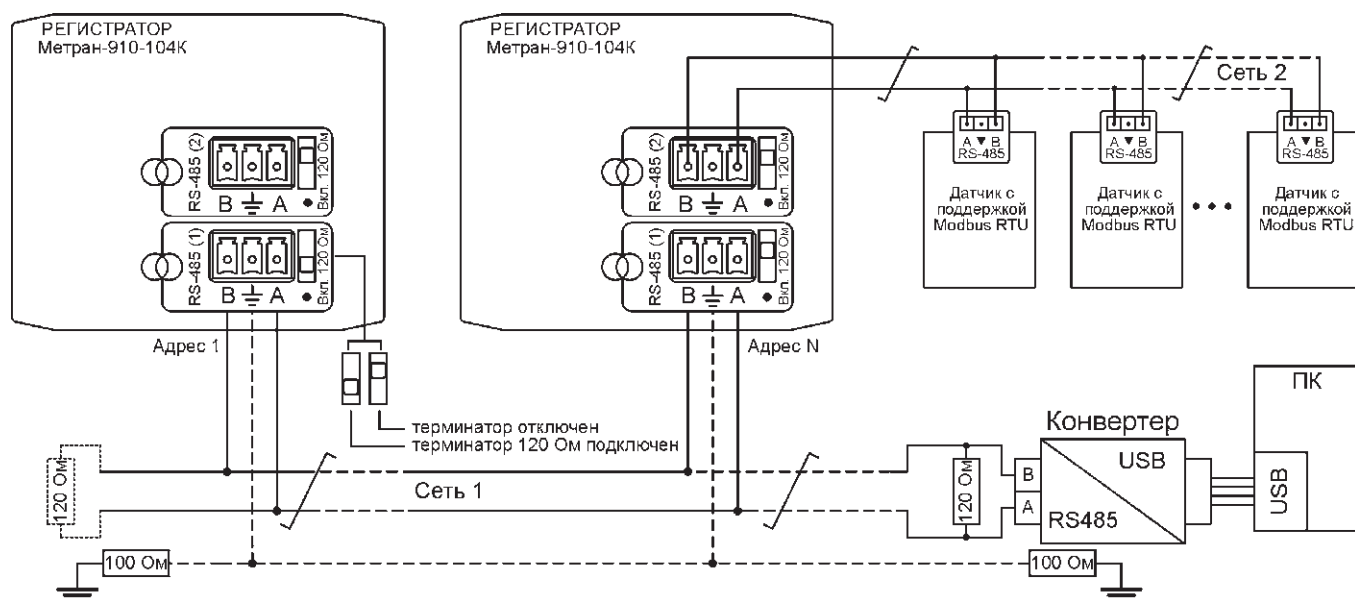 РЕГИСТРАТОР
Метран-910-104К
RS-485 (2)
B
A
Вкл. 120 Ом
RS-485 (1)
B
A
Вкл. 120 Ом
Адрес 1
РЕГИСТРАТОР
Метран-910-104К
RS-485 (2)
B
A
Вкл. 120 Ом
RS-485 (1)
B
A
Вкл. 120 Ом
Адрес N
Сеть 2
A ▼ B
RS-485
Датчик с
поддержкой
Modbus RTU
A ▼ B
RS-485
Датчик с
поддержкой
Modbus RTU
A ▼ B
RS-485
Датчик с
поддержкой
Modbus RTU
терминатор отключен
терминатор 120 Ом подключен
120 Ом
Сеть 1
120 Ом
Конвертер
B
A
USB
RS485
ПК
USB
100 Ом
100 Ом